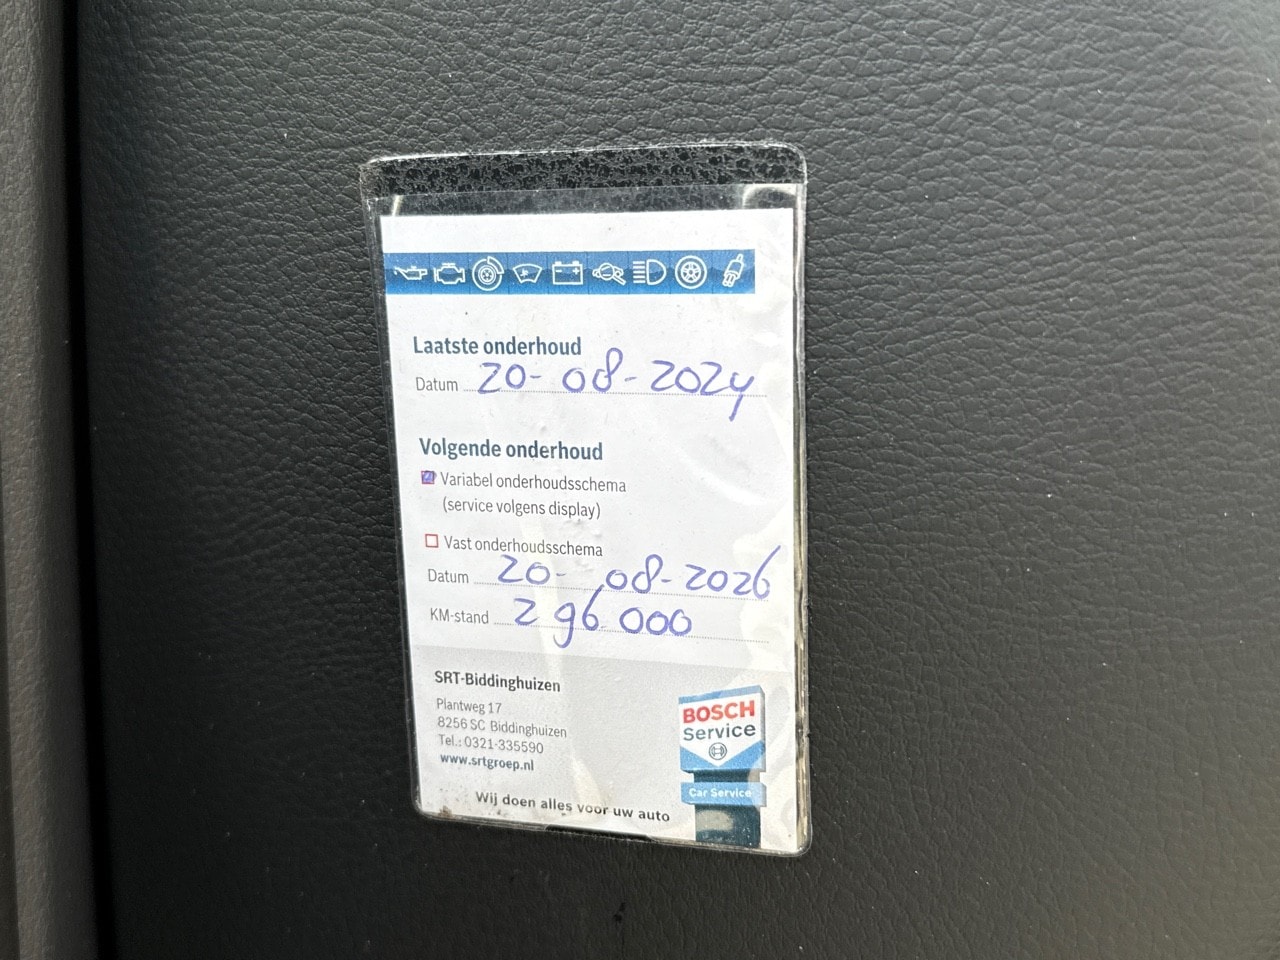 Laatste onderhoud
Datum 20-08-2024
Volgende onderhoud
Variabel onderhoudsschema
(service volgens display)
Vast onderhoudsschema
Datum 20-08-2026
KM-stand 296.000
SRT-Biddinghuizen
Plantweg 17
8256 SC Biddinghuizen
Tel.: 0321-335590
www.srtgroep.nl
Wij doen alles voor uw auto
BOSCH
Service
Car Service